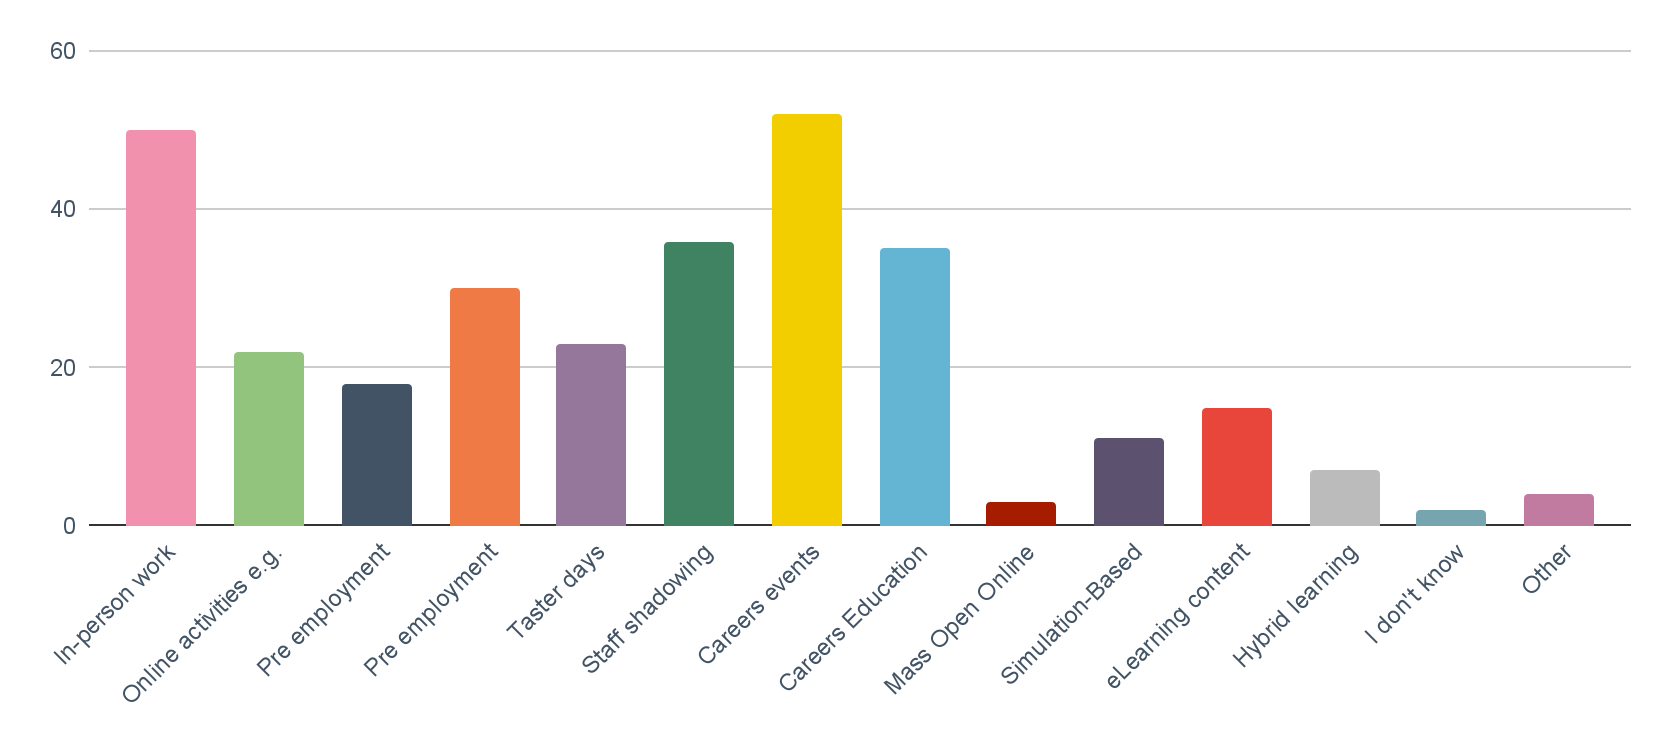 60
40
20
0
In-person work
Online activities e.g.
Pre employment
Pre employment
Taster days
Staff shadowing
Careers events
Careers Education
Mass Open Online
Simulation-Based
eLearning content
Hybrid learning
I don't know
Other